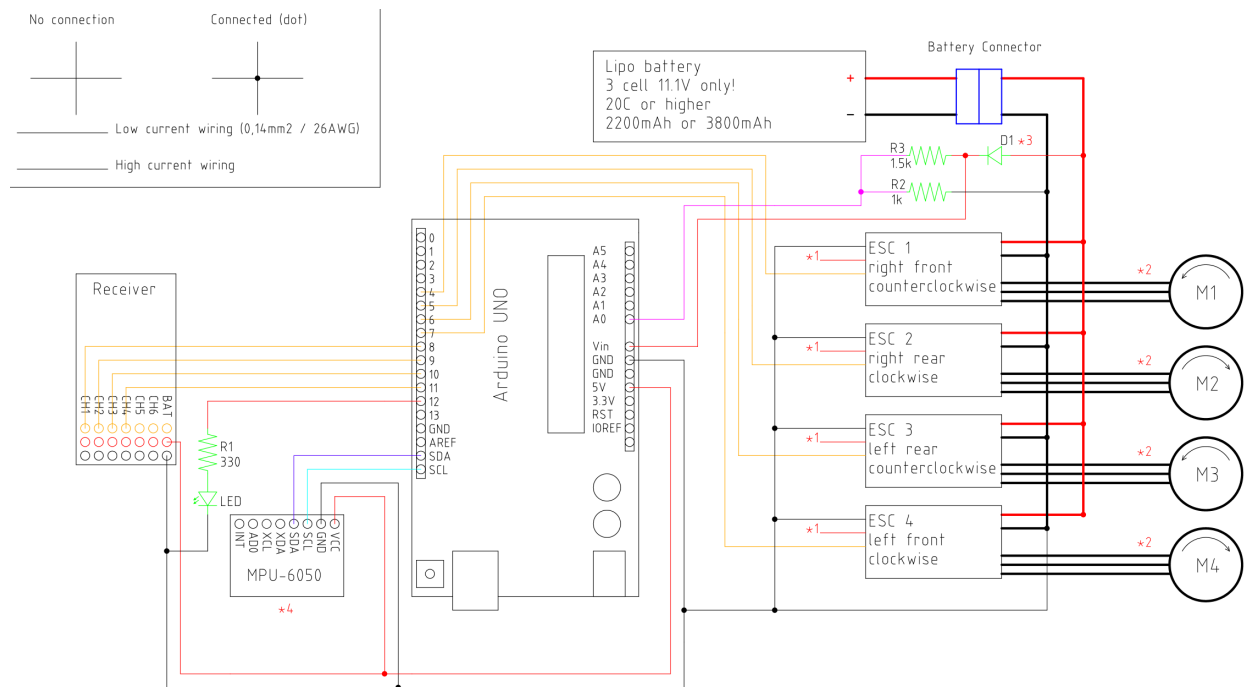 No connection
Connected (dot)
Low current wiring (0,14mm2 / 26AWG)
High current wiring
Lipo battery
3 cell 11.1V only!
20C or higher
2200mAh or 3800mAh
+
−
Battery Connector
R3
1.5k
D1 *3
R2
1k
Arduino UNO
0
1
2
3
4
5
6
7
8
9
10
11
12
13
GND
AREF
SDA
SCL
A5
A4
A3
A2
A1
A0
Vin
GND
GND
5V
3.3V
RST
IOREF
Receiver
CH1
CH2
CH3
CH4
CH5
CH6
BAT
R1
330
LED
INT
AD0
XCL
XDA
SDA
SCL
GND
VCC
MPU-6050
*4
*1
ESC 1
right front
counterclockwise
*2
M1
*1
ESC 2
right rear
clockwise
*2
M2
*1
ESC 3
left rear
counterclockwise
*2
M3
*1
ESC 4
left front
clockwise
*2
M4